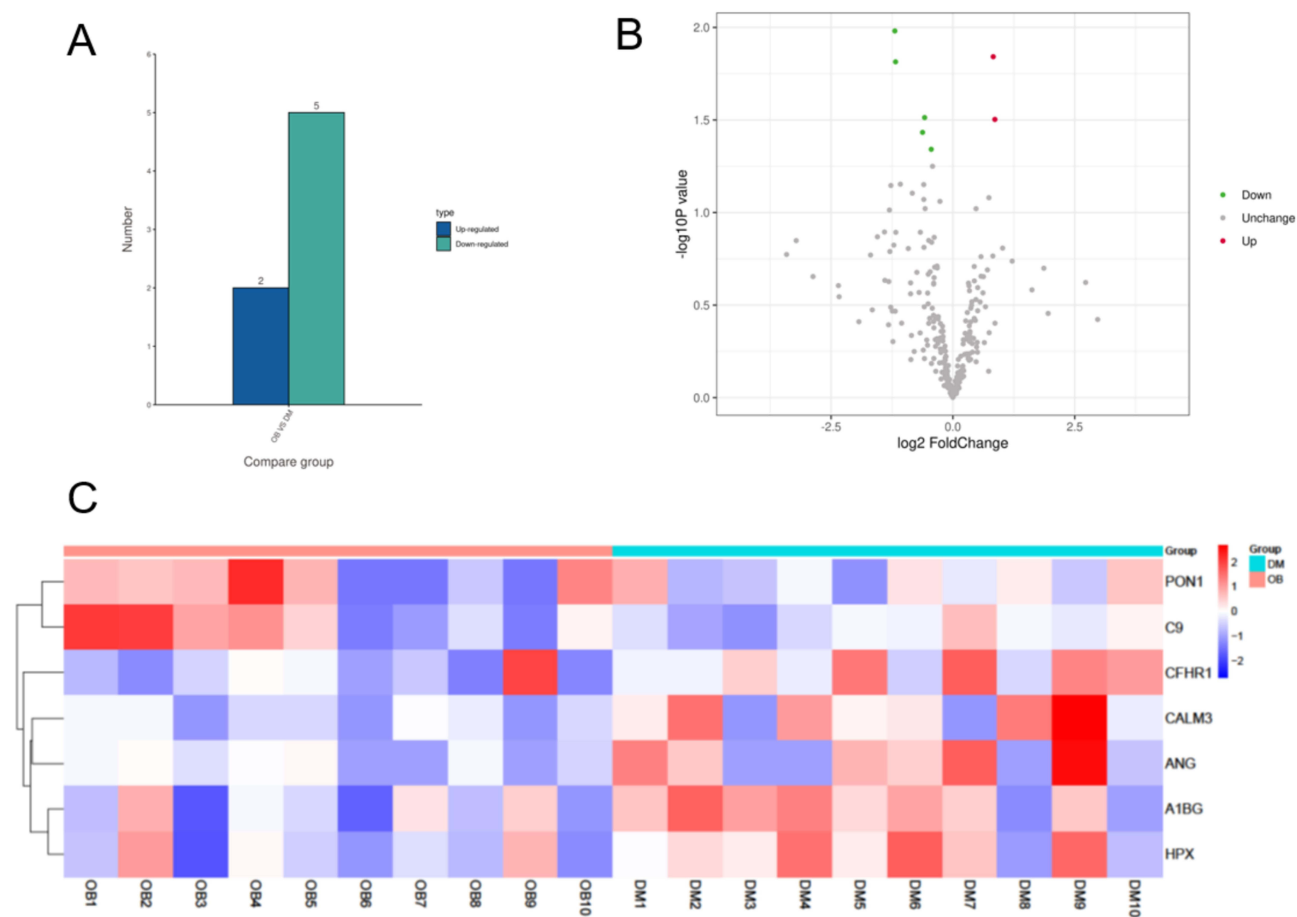 A
6
5
4
3
2
1
0
Number
2
5
OB VS DM
Compare group
type
Up-regulated
Down-regulated
B
2.0
1.5
1.0
0.5
0.0
-log10P value
-2.5
0.0
2.5
log2 FoldChange
Down
Unchange
Up
C
Group
PON1
C9
CFHR1
CALM3
ANG
A1BG
HPX
2
1
0
-1
-2
Group
DM
OB
OB1
OB2
OB3
OB4
OB5
OB6
OB7
OB8
OB9
OB10
DM1
DM2
DM3
DM4
DM5
DM6
DM7
DM8
DM9
DM10